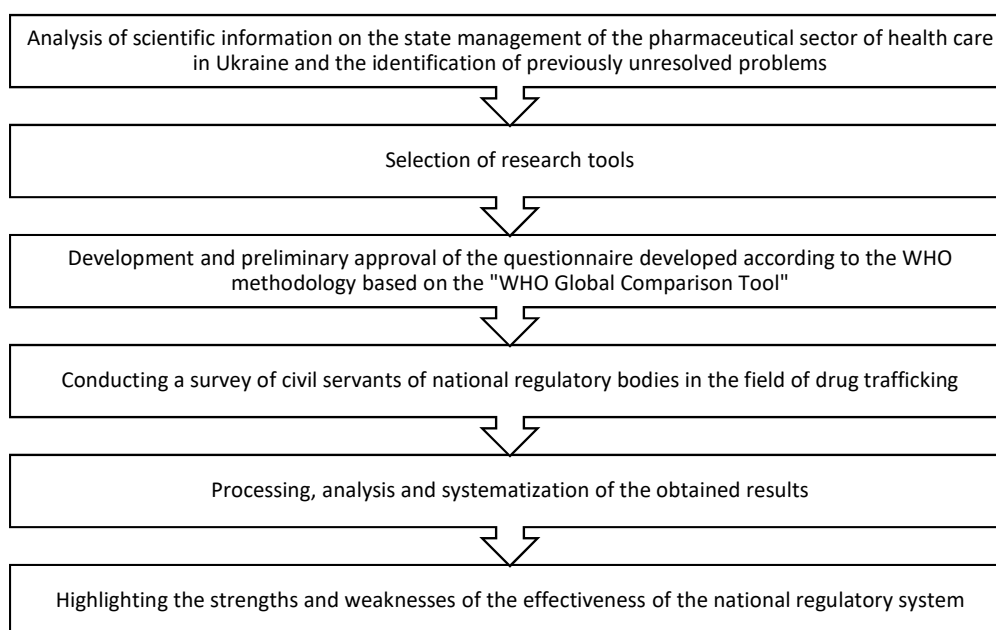 Analysis of scientific information on the state management of the pharmaceutical sector of health care
in Ukraine and the identification of previously unresolved problems
Selection of research tools
Development and preliminary approval of the questionnaire developed according to the WHO
methodology based on the "WHO Global Comparison Tool"
Conducting a survey of civil servants of national regulatory bodies in the field of drug trafficking
Processing, analysis and systematization of the obtained results
Highlighting the strengths and weaknesses of the effectiveness of the national regulatory system